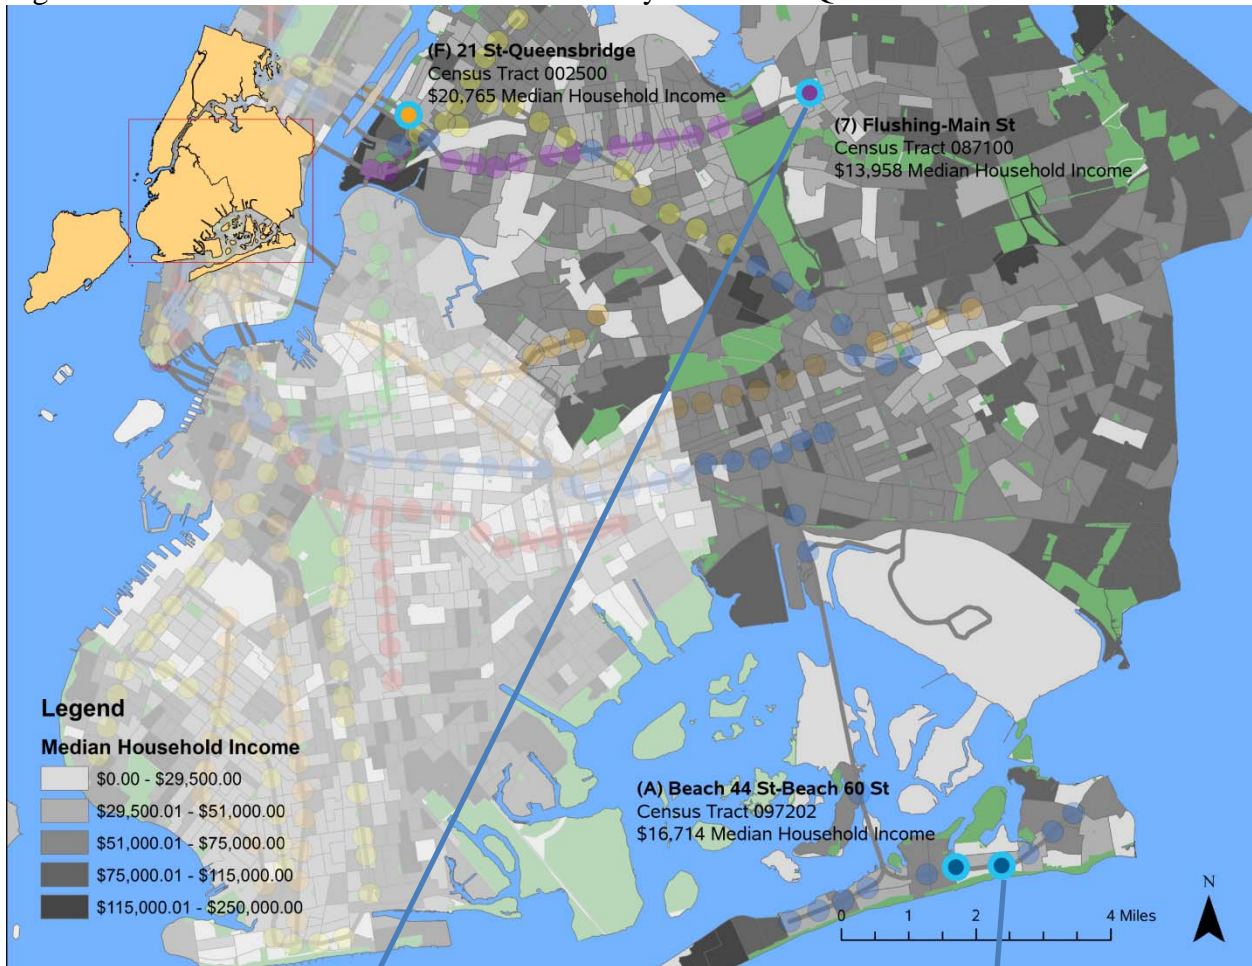 (F) 21 St-Queensbridge
Census Tract 002500
$20,765 Median Household Income
(7) Flushing-Main St
Census Tract 087100
$13,958 Median Household Income
(A) Beach 44 St-Beach 60 St
Census Tract 097202
$16,714 Median Household Income
Legend
Median Household Income
$0.00 - $29,500.00
$29,500.01 - $51,000.00
$51,000.01 - $75,000.00
$75,000.01 - $115,000.00
$115,000.01 - $250,000.00
N
0 1 2 4 Miles